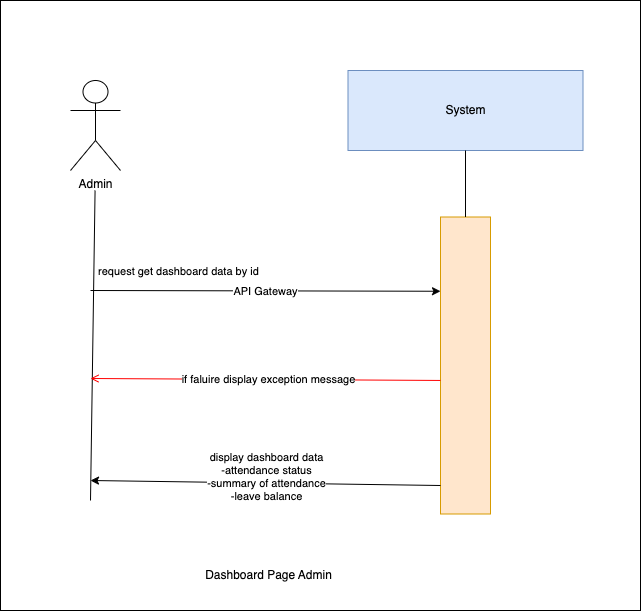 System
Admin
request get dashboard data by id
API Gateway
if faluire display exception message
display dashboard data
-attendance status
-summary of attendance
-leave balance
Dashboard Page Admin